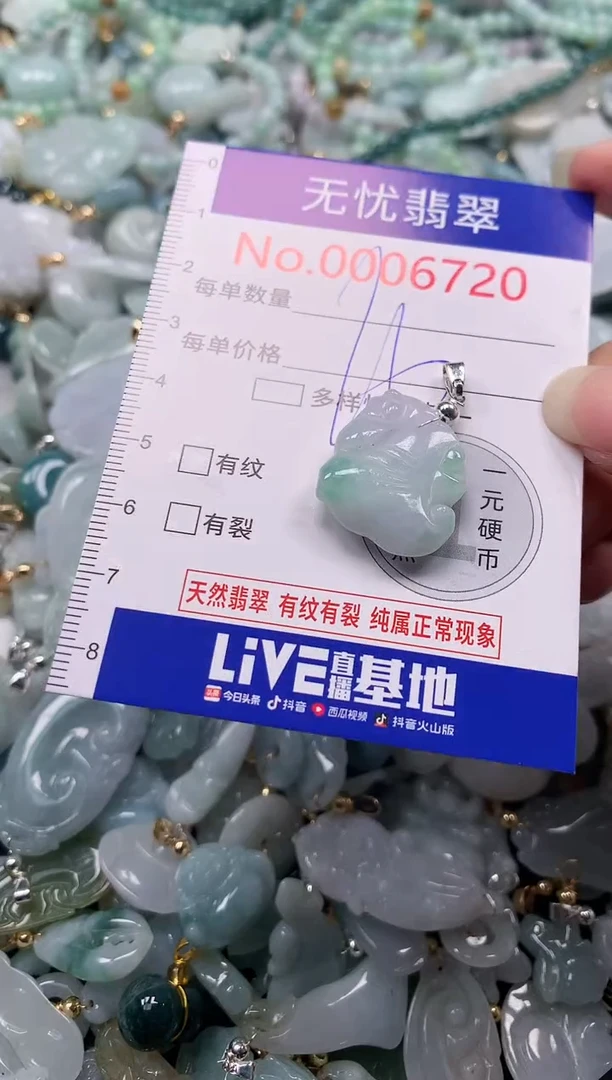 0
1
2
3
4
5
6
7
8
无忧翡翠
No.0006720
每单数量
每单价格
多样
有纹
有裂
一元硬币
天然翡翠 有纹有裂 纯属正常现象
LiVE直播基地
头条 今日头条 抖音 西瓜视频 抖音火山版